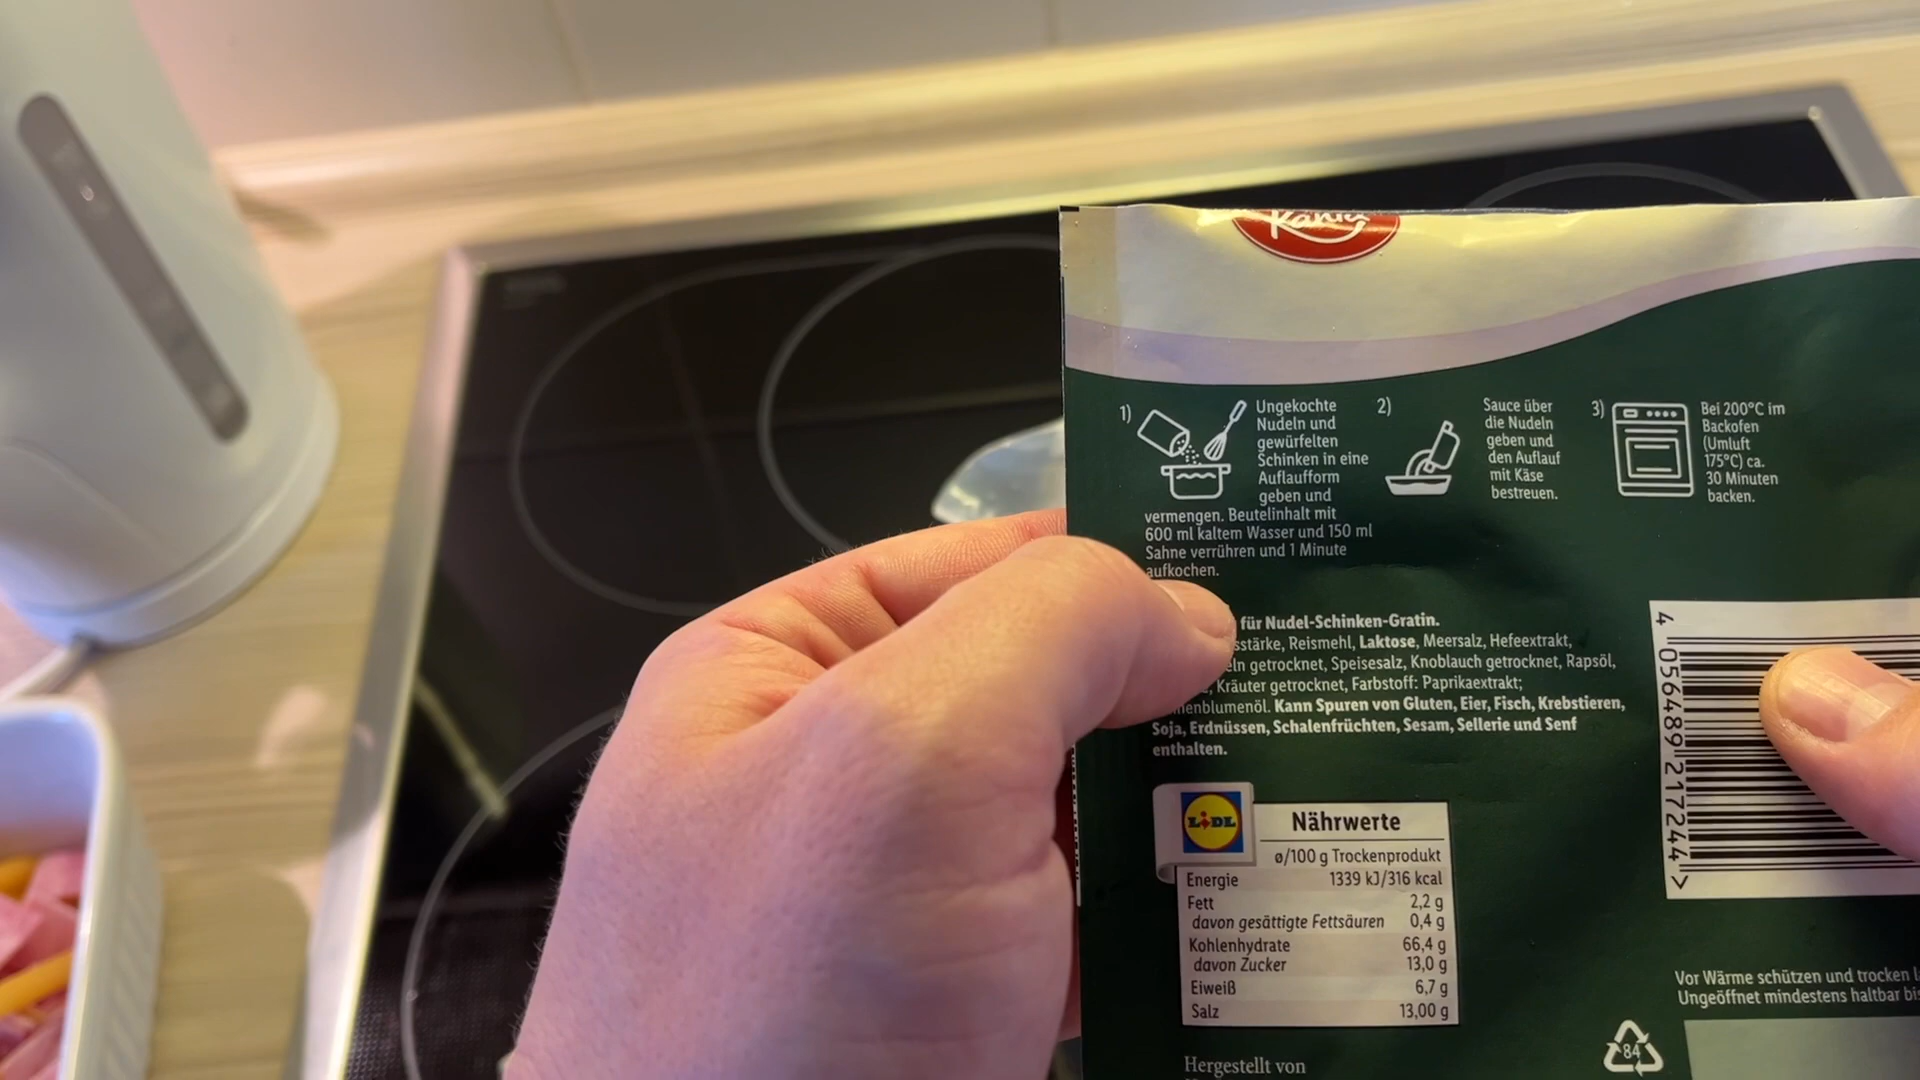 Kania
1)
Ungekochte
Nudeln und
gewürfelten
Schinken in eine
Auflaufform
geben und
vermengen. Beutelinhalt mit
600 ml kaltem Wasser und 150 ml
Sahne verrühren und 1 Minute
aufkochen.
2)
Sauce über
die Nudeln
geben und
den Auflauf
mit Käse
bestreuen.
3)
Bei 200°C im
Backofen
(Umluft
175°C) ca.
30 Minuten
backen.
für Nudel-Schinken-Gratin.
sstärke, Reismehl, Laktose, Meersalz, Hefeextrakt,
eln getrocknet, Speisesalz, Knoblauch getrocknet, Rapsöl,
, Kräuter getrocknet, Farbstoff: Paprikaextrakt;
nenblumenöl. Kann Spuren von Gluten, Eier, Fisch, Krebstieren,
Soja, Erdnüssen, Schalenfrüchten, Sesam, Sellerie und Senf
enthalten.
4 056489 217244 >
LIDL
Nährwerte
ø/100 g Trockenprodukt
Energie 1339 kJ/316 kcal
Fett 2,2 g
davon gesättigte Fettsäuren 0,4 g
Kohlenhydrate 66,4 g
davon Zucker 13,0 g
Eiweiß 6,7 g
Salz 13,00 g
Vor Wärme schützen und trocken l
Ungeöffnet mindestens haltbar bis
84
Hergestellt von